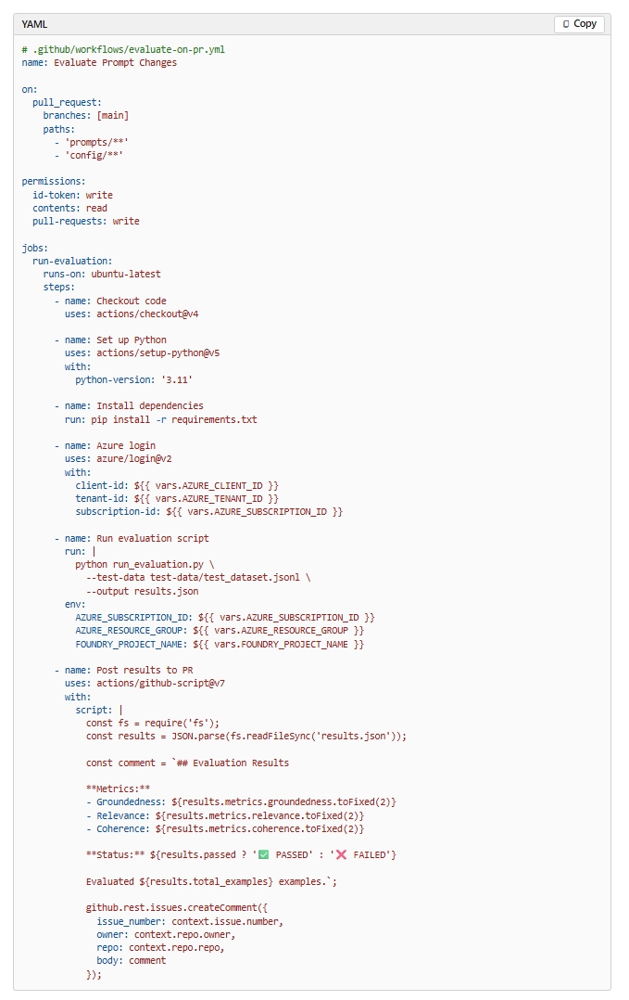 YAML
Copy
# .github/workflows/evaluate-on-pr.yml
name: Evaluate Prompt Changes

on:
  pull_request:
    branches: [main]
    paths:
      - 'prompts/**'
      - 'config/**'

permissions:
  id-token: write
  contents: read
  pull-requests: write

jobs:
  run-evaluation:
    runs-on: ubuntu-latest
    steps:
      - name: Checkout code
        uses: actions/checkout@v4

      - name: Set up Python
        uses: actions/setup-python@v5
        with:
          python-version: '3.11'

      - name: Install dependencies
        run: pip install -r requirements.txt

      - name: Azure login
        uses: azure/login@v2
        with:
          client-id: ${{ vars.AZURE_CLIENT_ID }}
          tenant-id: ${{ vars.AZURE_TENANT_ID }}
          subscription-id: ${{ vars.AZURE_SUBSCRIPTION_ID }}

      - name: Run evaluation script
        run: |
          python run_evaluation.py \
            --test-data test-data/test_dataset.jsonl \
            --output results.json
        env:
          AZURE_SUBSCRIPTION_ID: ${{ vars.AZURE_SUBSCRIPTION_ID }}
          AZURE_RESOURCE_GROUP: ${{ vars.AZURE_RESOURCE_GROUP }}
          FOUNDRY_PROJECT_NAME: ${{ vars.FOUNDRY_PROJECT_NAME }}

      - name: Post results to PR
        uses: actions/github-script@v7
        with:
          script: |
            const fs = require('fs');
            const results = JSON.parse(fs.readFileSync('results.json'));

            const comment = `## Evaluation Results

            **Metrics:**
            - Groundedness: ${results.metrics.groundedness.toFixed(2)}
            - Relevance: ${results.metrics.relevance.toFixed(2)}
            - Coherence: ${results.metrics.coherence.toFixed(2)}

            **Status:** ${results.passed ? '✅ PASSED' : '❌ FAILED'}

            Evaluated ${results.total_examples} examples.`;

            github.rest.issues.createComment({
              issue_number: context.issue.number,
              owner: context.repo.owner,
              repo: context.repo.repo,
              body: comment
            });